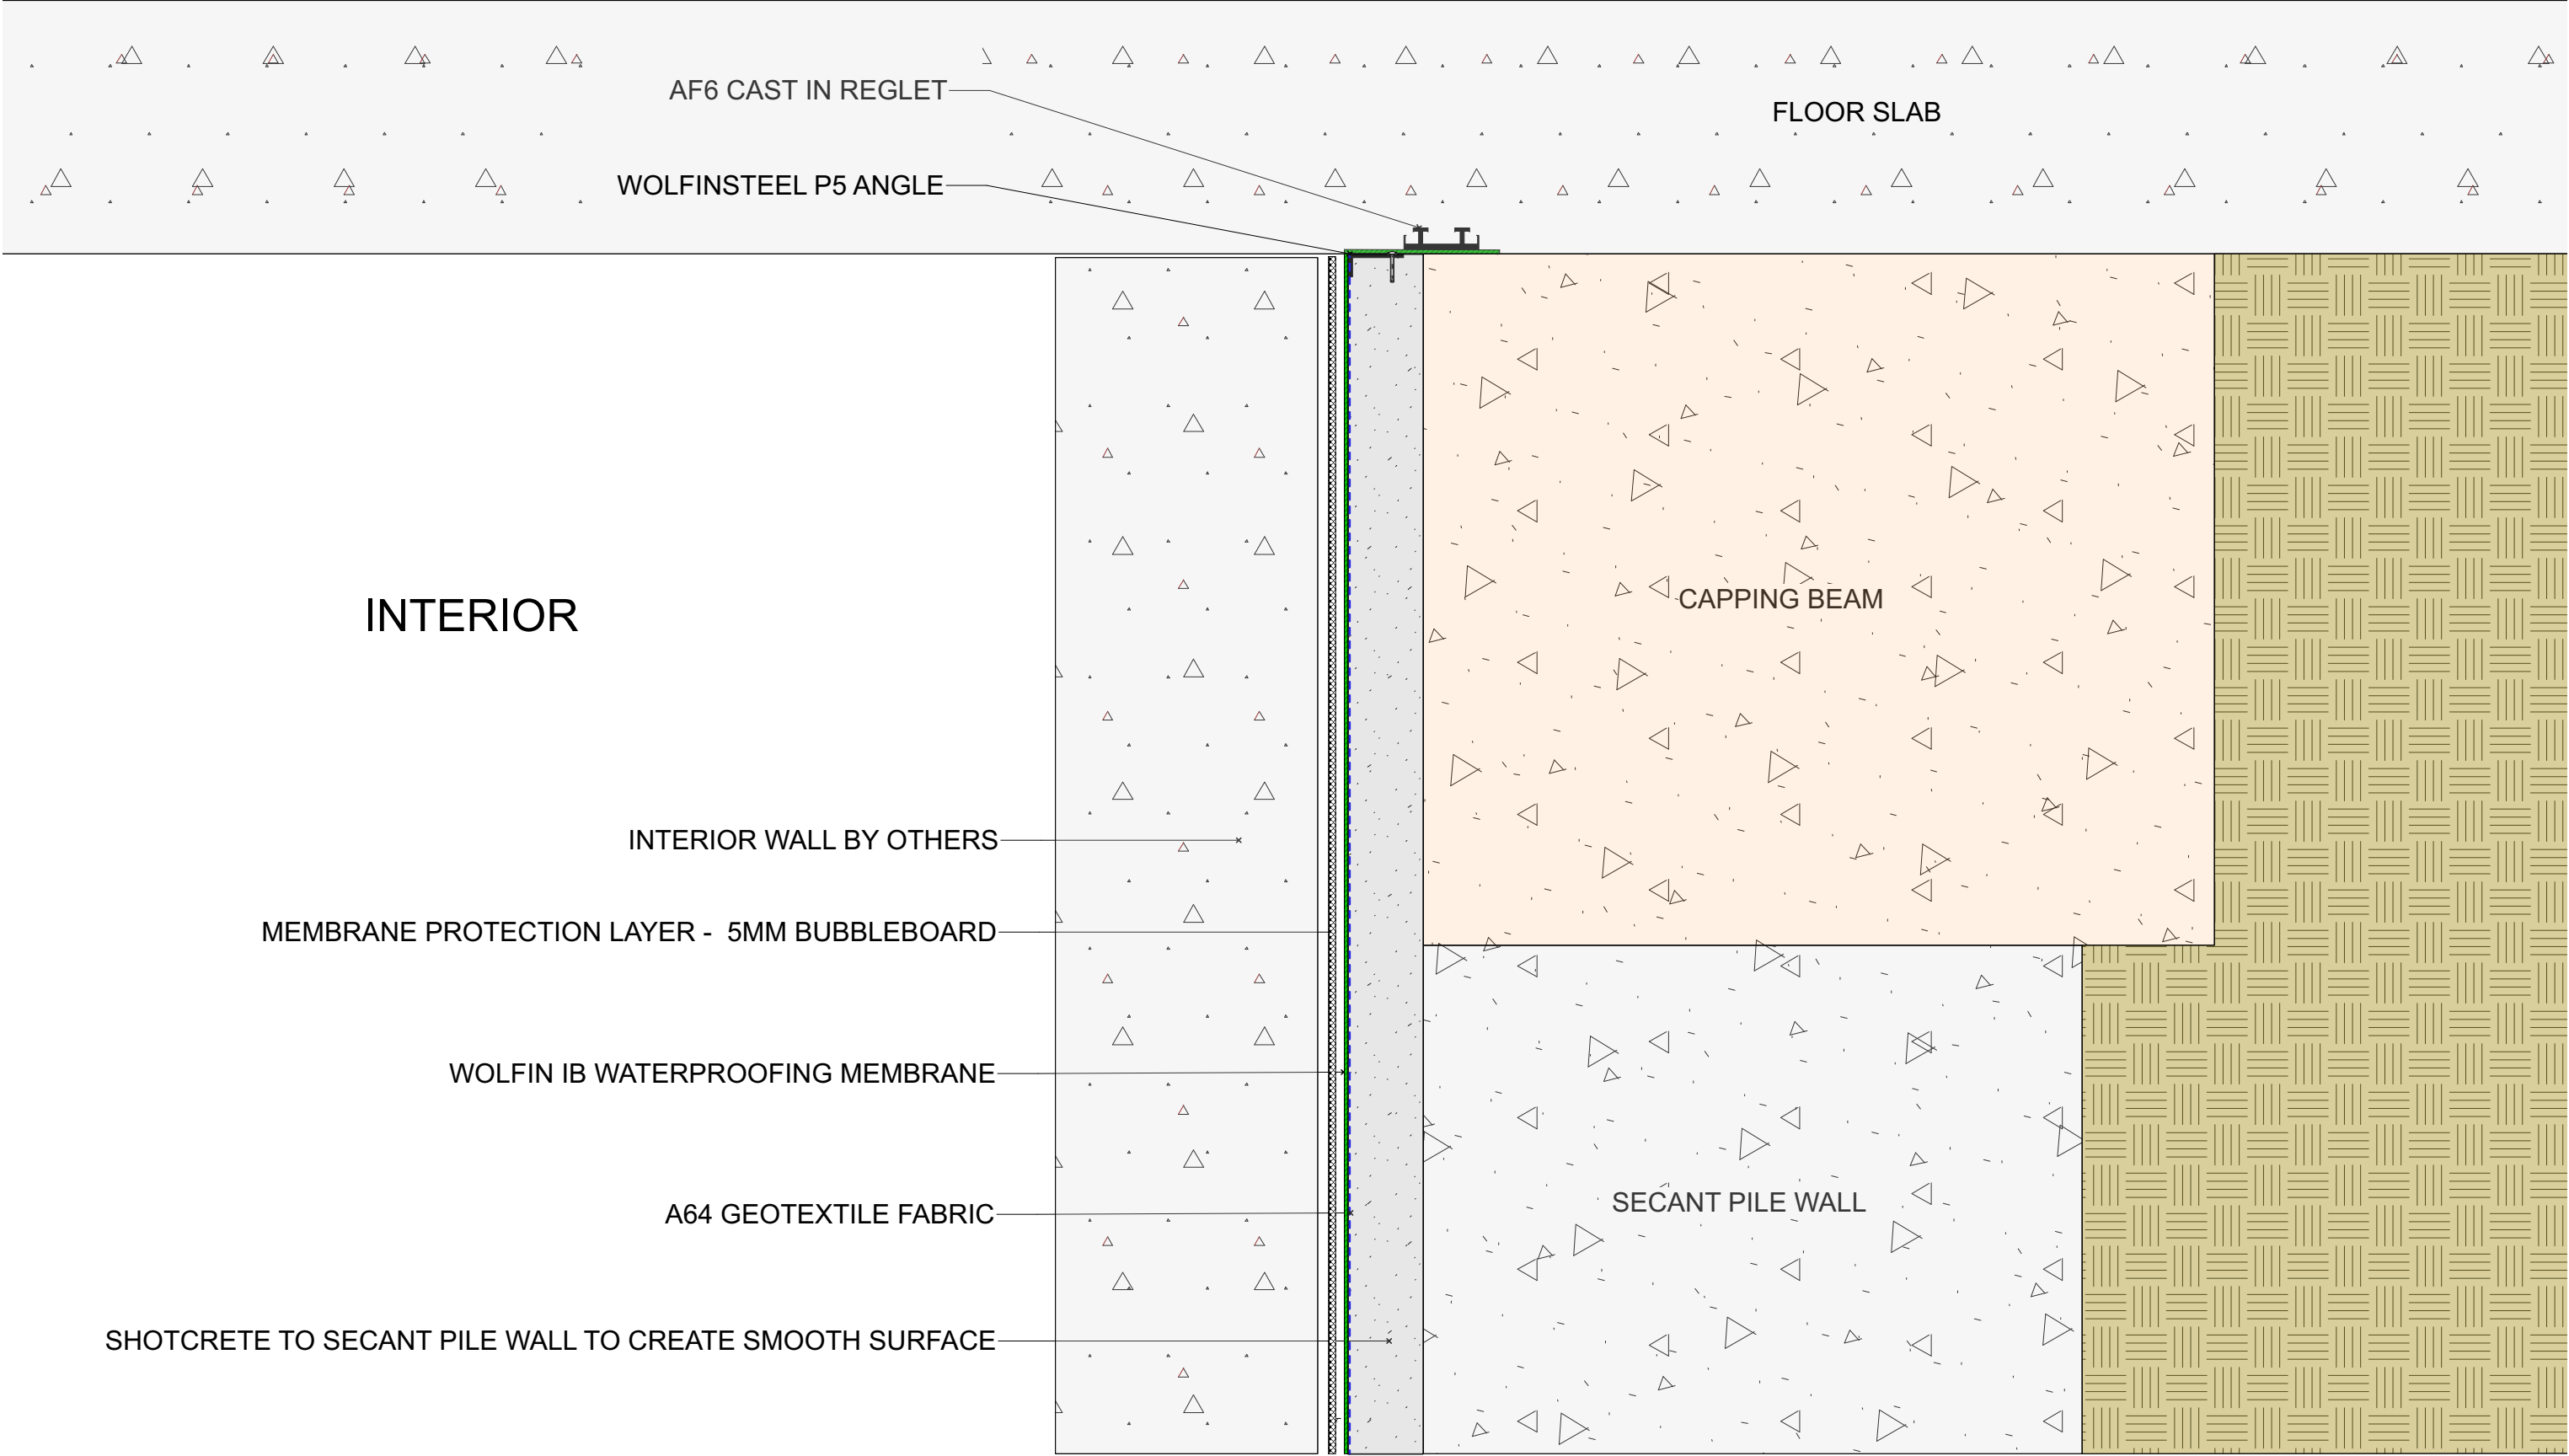 AF6 CAST IN REGLET
FLOOR SLAB
WOLFINSTEEL P5 ANGLE
INTERIOR
CAPPING BEAM
INTERIOR WALL BY OTHERS
MEMBRANE PROTECTION LAYER - 5MM BUBBLEBOARD
WOLFIN IB WATERPROOFING MEMBRANE
A64 GEOTEXTILE FABRIC
SECANT PILE WALL
SHOTCRETE TO SECANT PILE WALL TO CREATE SMOOTH SURFACE